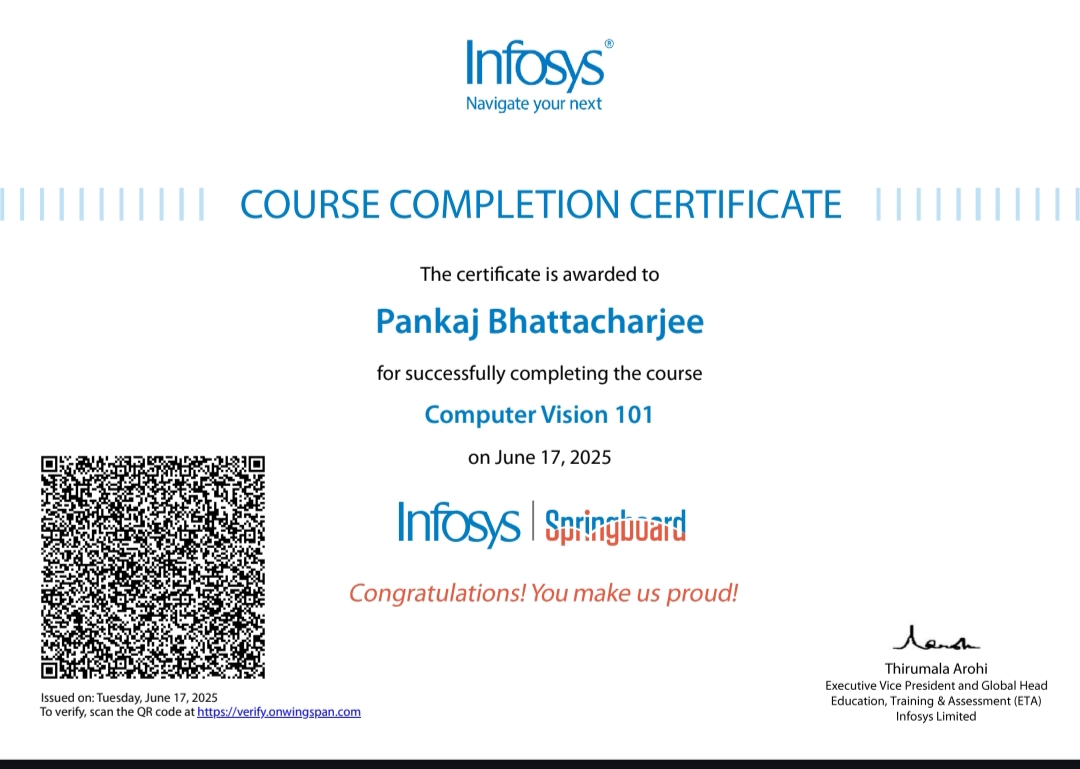 Infosys®
Navigate your next
COURSE COMPLETION CERTIFICATE
The certificate is awarded to
Pankaj Bhattacharjee
for successfully completing the course
Computer Vision 101
on June 17, 2025
Infosys | Springboard
Congratulations! You make us proud!
Thirumala Arohi
Executive Vice President and Global Head
Education, Training & Assessment (ETA)
Infosys Limited
Issued on: Tuesday, June 17, 2025
To verify, scan the QR code at https://verify.onwingspan.com